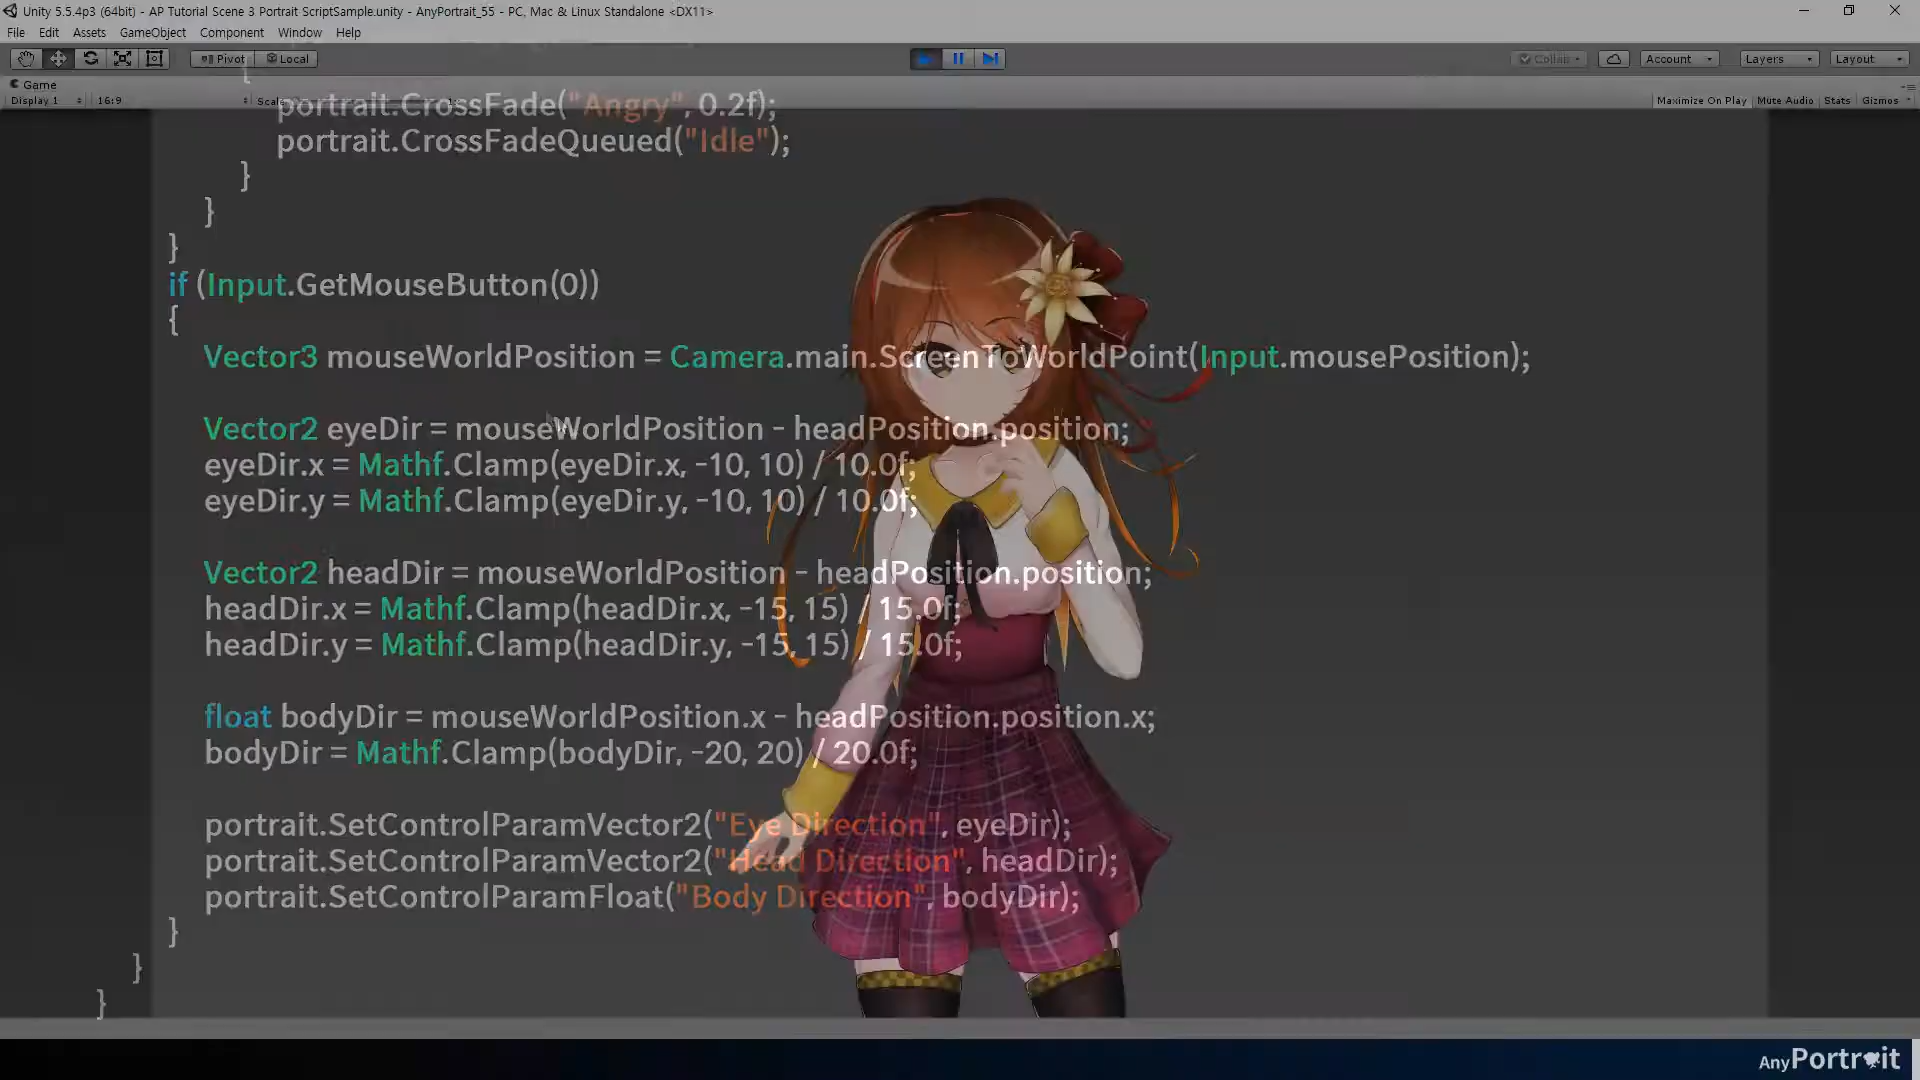 Unity 5.5.4p3 (64bit) - AP Tutorial Scene 3 Portrait ScriptSample.unity - AnyPortrait_55 - PC, Mac & Linux Standalone <DX11>
File Edit Assets GameObject Component Window Help
Pivot Local Collab Account Layers Layout
Game
Display 1 16:9 Scale Maximize On Play Mute Audio Stats Gizmos
{
portrait.CrossFade("Angry", 0.2f);
portrait.CrossFadeQueued("Idle");
}
}
}
if (Input.GetMouseButton(0))
{
Vector3 mouseWorldPosition = Camera.main.ScreenToWorldPoint(Input.mousePosition);
Vector2 eyeDir = mouseWorldPosition - headPosition.position;
eyeDir.x = Mathf.Clamp(eyeDir.x, -10, 10) / 10.0f;
eyeDir.y = Mathf.Clamp(eyeDir.y, -10, 10) / 10.0f;
Vector2 headDir = mouseWorldPosition - headPosition.position;
headDir.x = Mathf.Clamp(headDir.x, -15, 15) / 15.0f;
headDir.y = Mathf.Clamp(headDir.y, -15, 15) / 15.0f;
float bodyDir = mouseWorldPosition.x - headPosition.position.x;
bodyDir = Mathf.Clamp(bodyDir, -20, 20) / 20.0f;
portrait.SetControlParamVector2("Eye Direction", eyeDir);
portrait.SetControlParamVector2("Head Direction", headDir);
portrait.SetControlParamFloat("Body Direction", bodyDir);
}
}
}
AnyPortrait